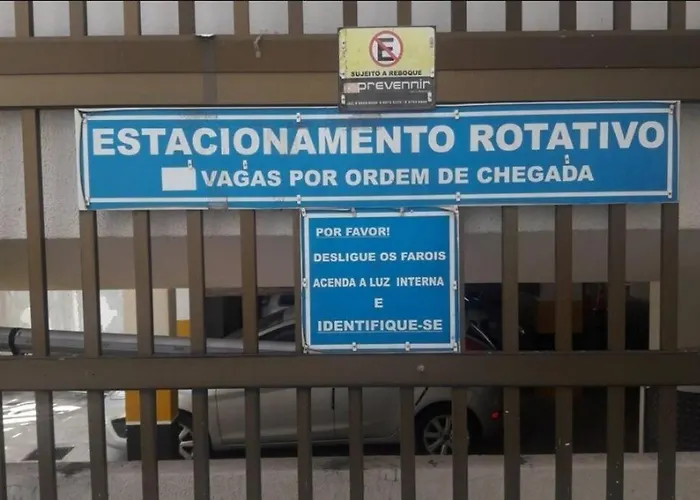 E
SUJEITO A REBOQUE
prevennir
ESTACIONAMENTO ROTATIVO
VAGAS POR ORDEM DE CHEGADA
POR FAVOR!
DESLIGUE OS FAROIS
ACENDA A LUZ INTERNA
E
IDENTIFIQUE-SE